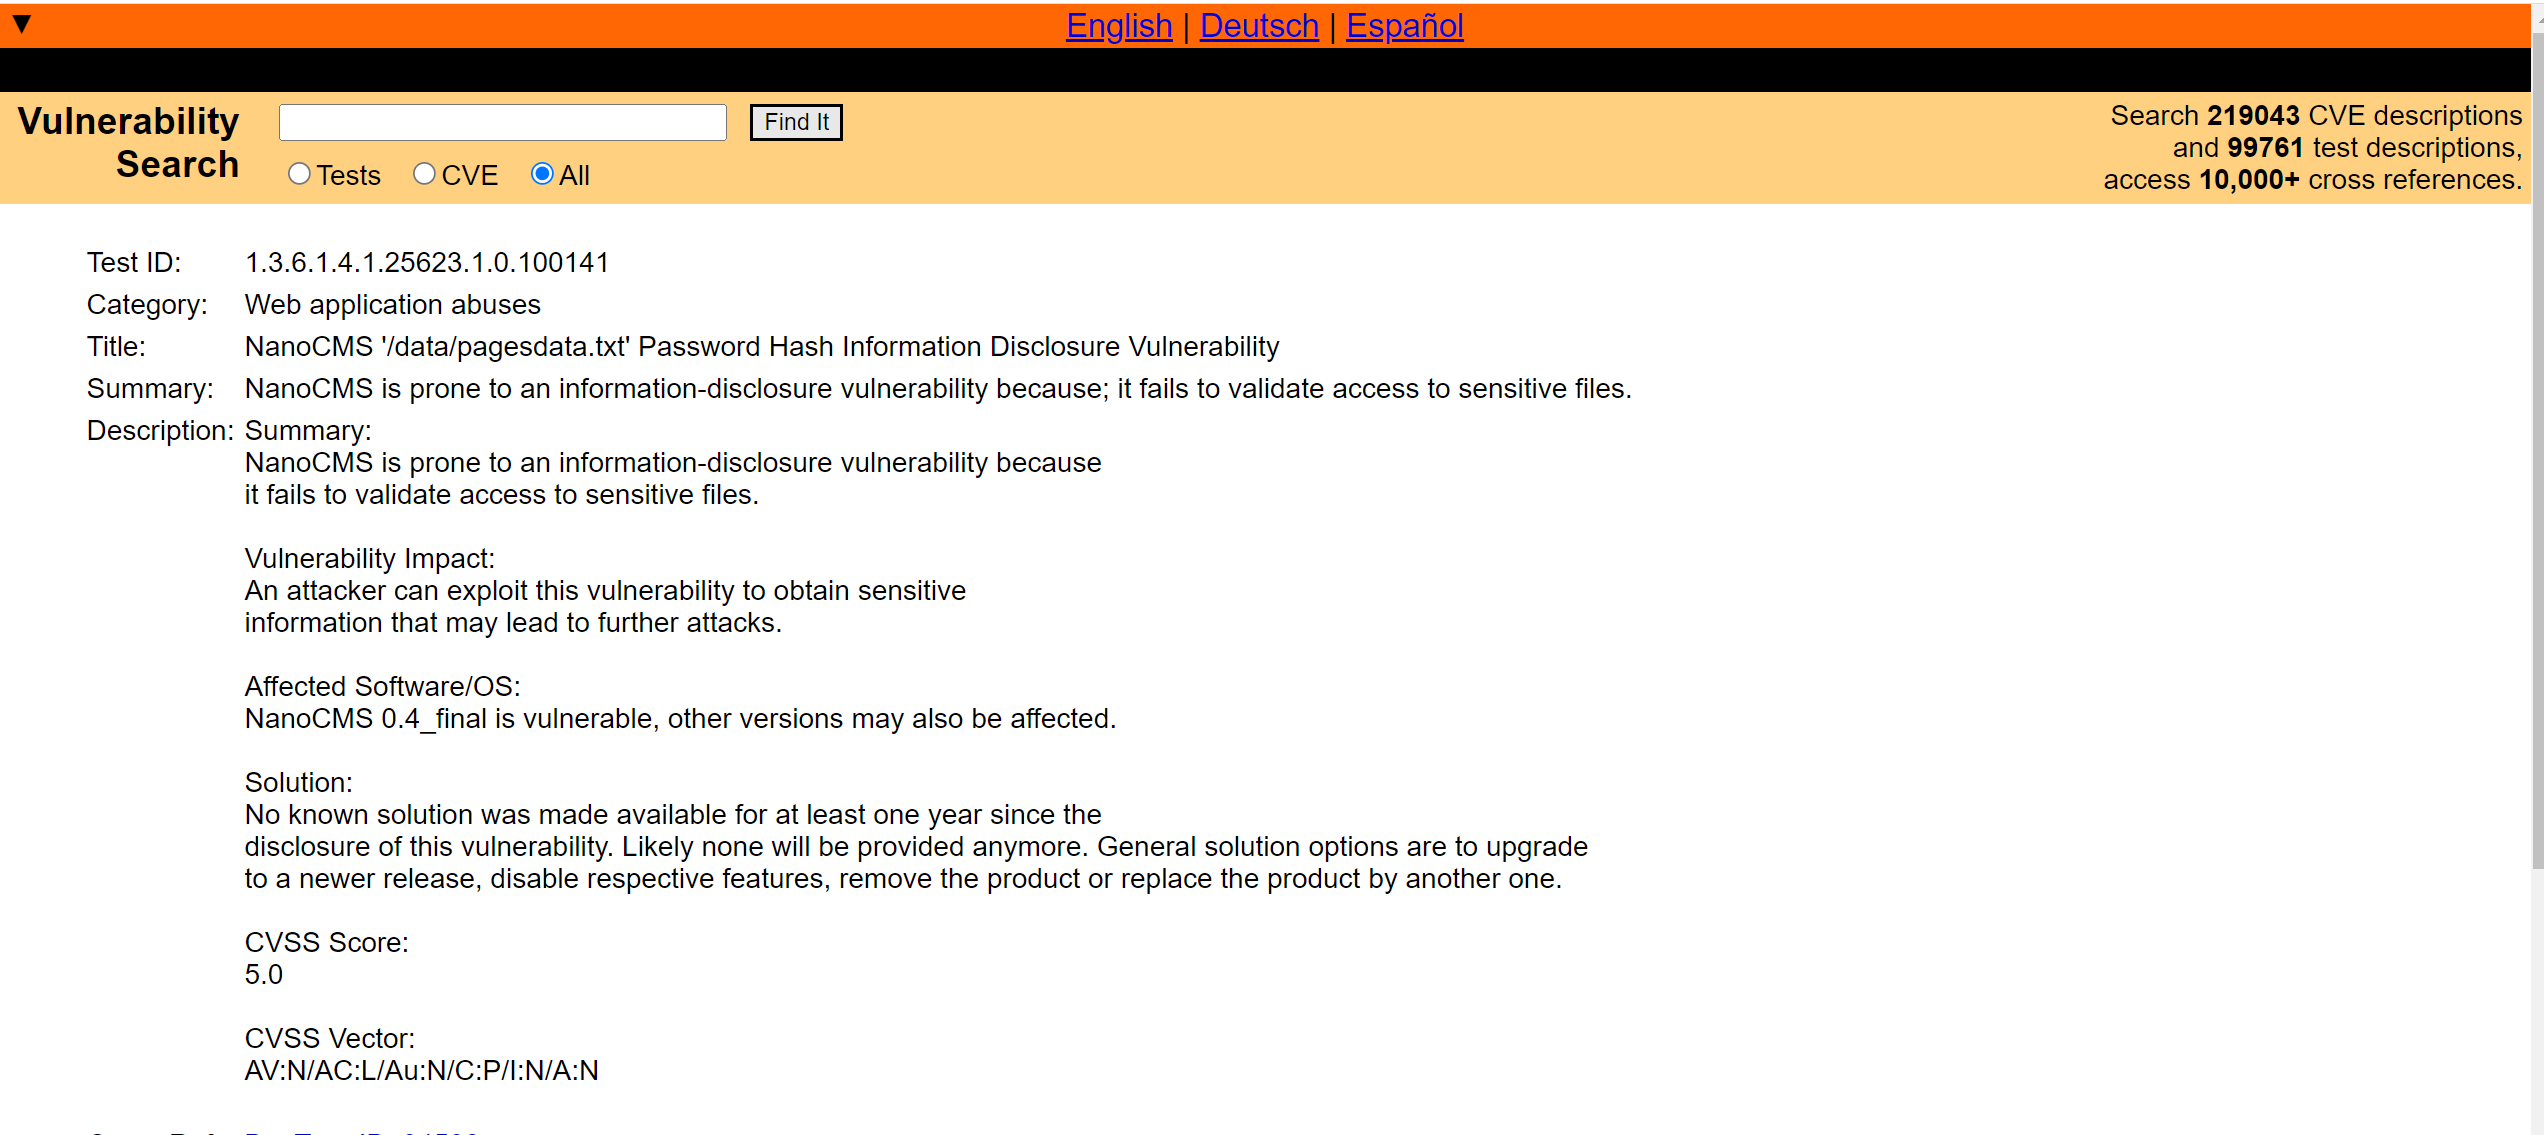 ▼
English | Deutsch | Español
Vulnerability
Search
Find It
Tests CVE All
Search 219043 CVE descriptions
and 99761 test descriptions,
access 10,000+ cross references.
Test ID: 1.3.6.1.4.1.25623.1.0.100141
Category: Web application abuses
Title: NanoCMS '/data/pagesdata.txt' Password Hash Information Disclosure Vulnerability
Summary: NanoCMS is prone to an information-disclosure vulnerability because; it fails to validate access to sensitive files.
Description: Summary:
NanoCMS is prone to an information-disclosure vulnerability because
it fails to validate access to sensitive files.
Vulnerability Impact:
An attacker can exploit this vulnerability to obtain sensitive
information that may lead to further attacks.
Affected Software/OS:
NanoCMS 0.4_final is vulnerable, other versions may also be affected.
Solution:
No known solution was made available for at least one year since the
disclosure of this vulnerability. Likely none will be provided anymore. General solution options are to upgrade
to a newer release, disable respective features, remove the product or replace the product by another one.
CVSS Score:
5.0
CVSS Vector:
AV:N/AC:L/Au:N/C:P/I:N/A:N